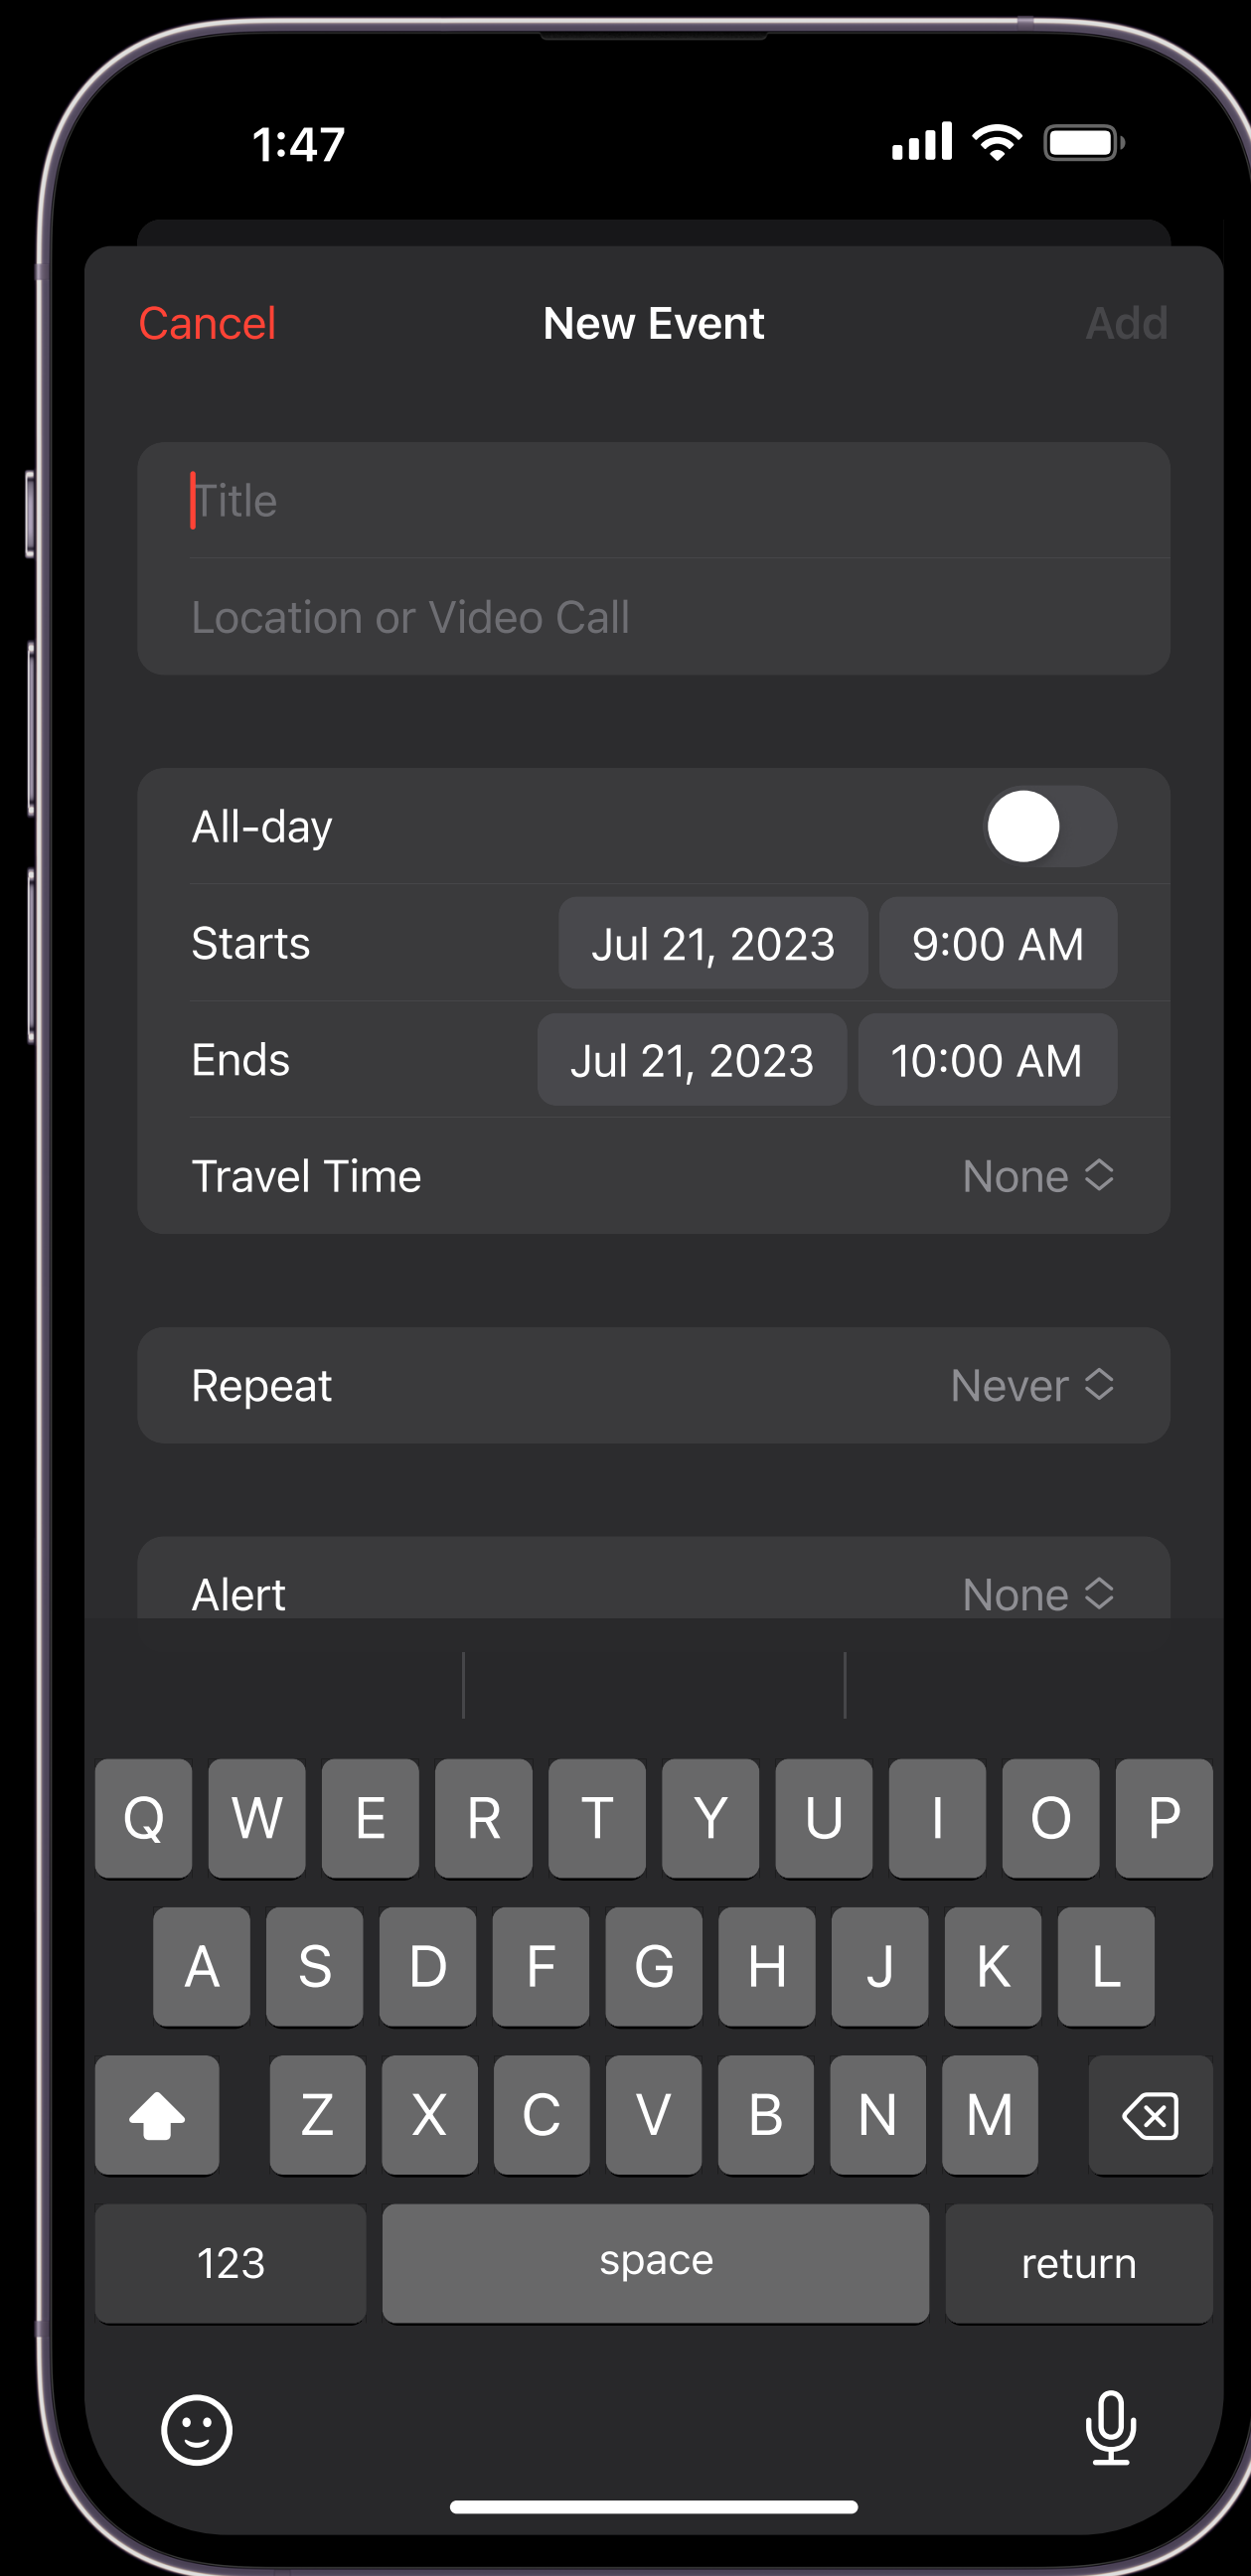 1:47
Cancel New Event Add
Title
Location or Video Call
All-day
Starts Jul 21, 2023 9:00 AM
Ends Jul 21, 2023 10:00 AM
Travel Time None
Repeat Never
Alert None
Q W E R T Y U I O P
A S D F G H J K L
Z X C V B N M
123 space return